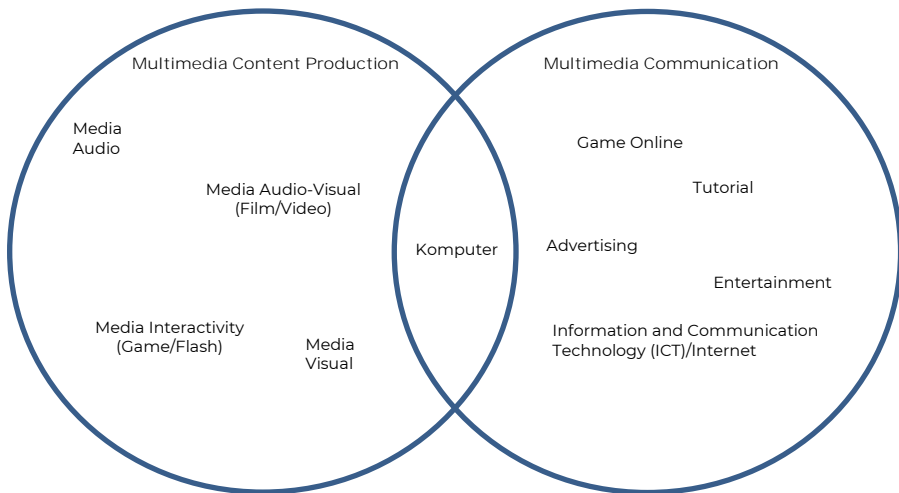 Multimedia Content Production
Media
Audio
Media Audio-Visual
(Film/Video)
Media Interactivity
(Game/Flash)
Media
Visual
Komputer
Multimedia Communication
Game Online
Tutorial
Advertising
Entertainment
Information and Communication
Technology (ICT)/Internet